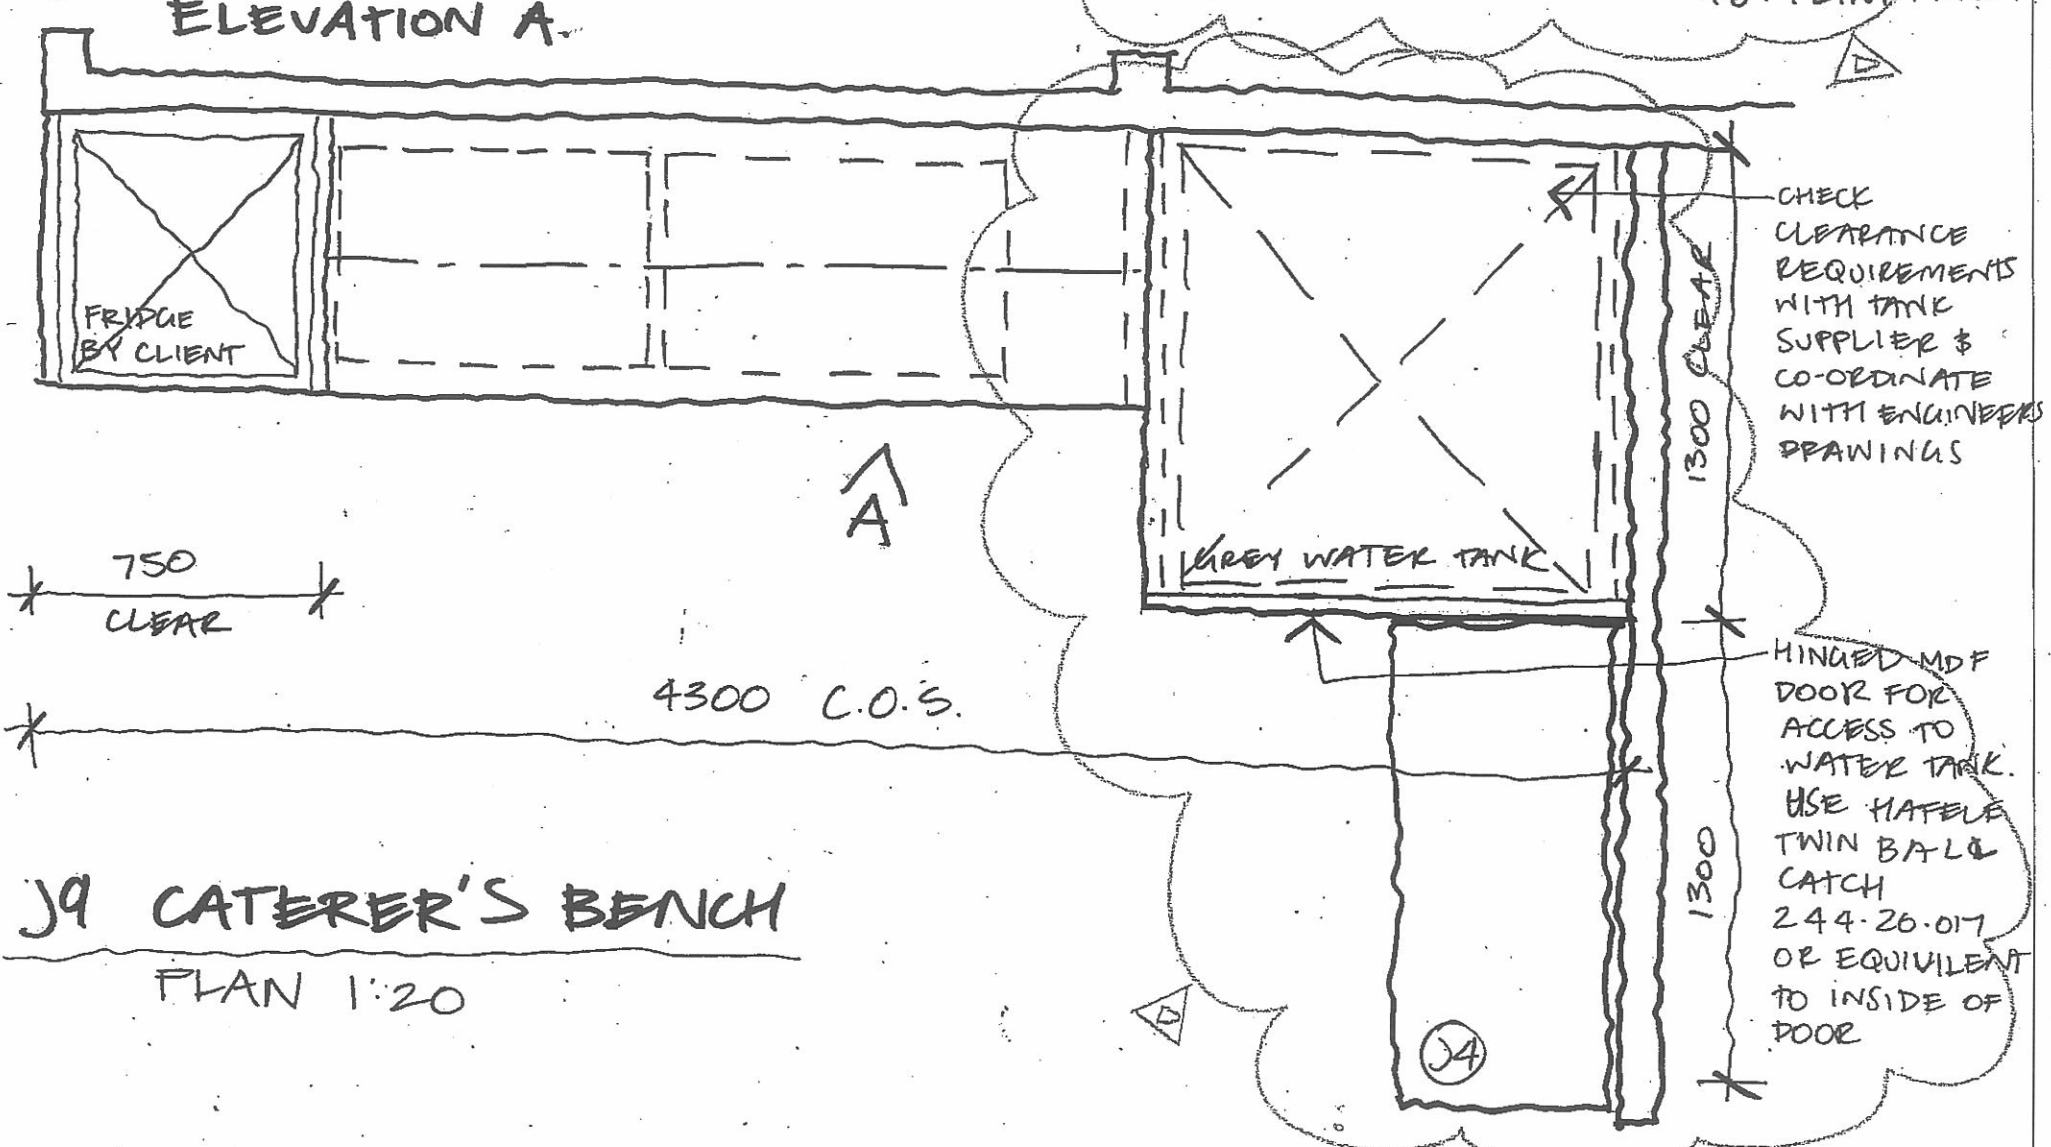 ELEVATION A.
D
CHECK
CLEARANCE
REQUIREMENTS
WITH TANK
SUPPLIER &
CO-ORDINATE
WITH ENGINEERS
DRAWINGS
1300 CLEAR
FRIDGE
BY CLIENT
A
GREY WATER TANK
750
CLEAR
4300 C.O.S.
HINGED MDF
DOOR FOR
ACCESS TO
WATER TANK.
USE HAFELE
TWIN BALL
CATCH
244.20.017
OR EQUIVILENT
TO INSIDE OF
DOOR
1300
J9 CATERER'S BENCH
PLAN 1:20
D
J4